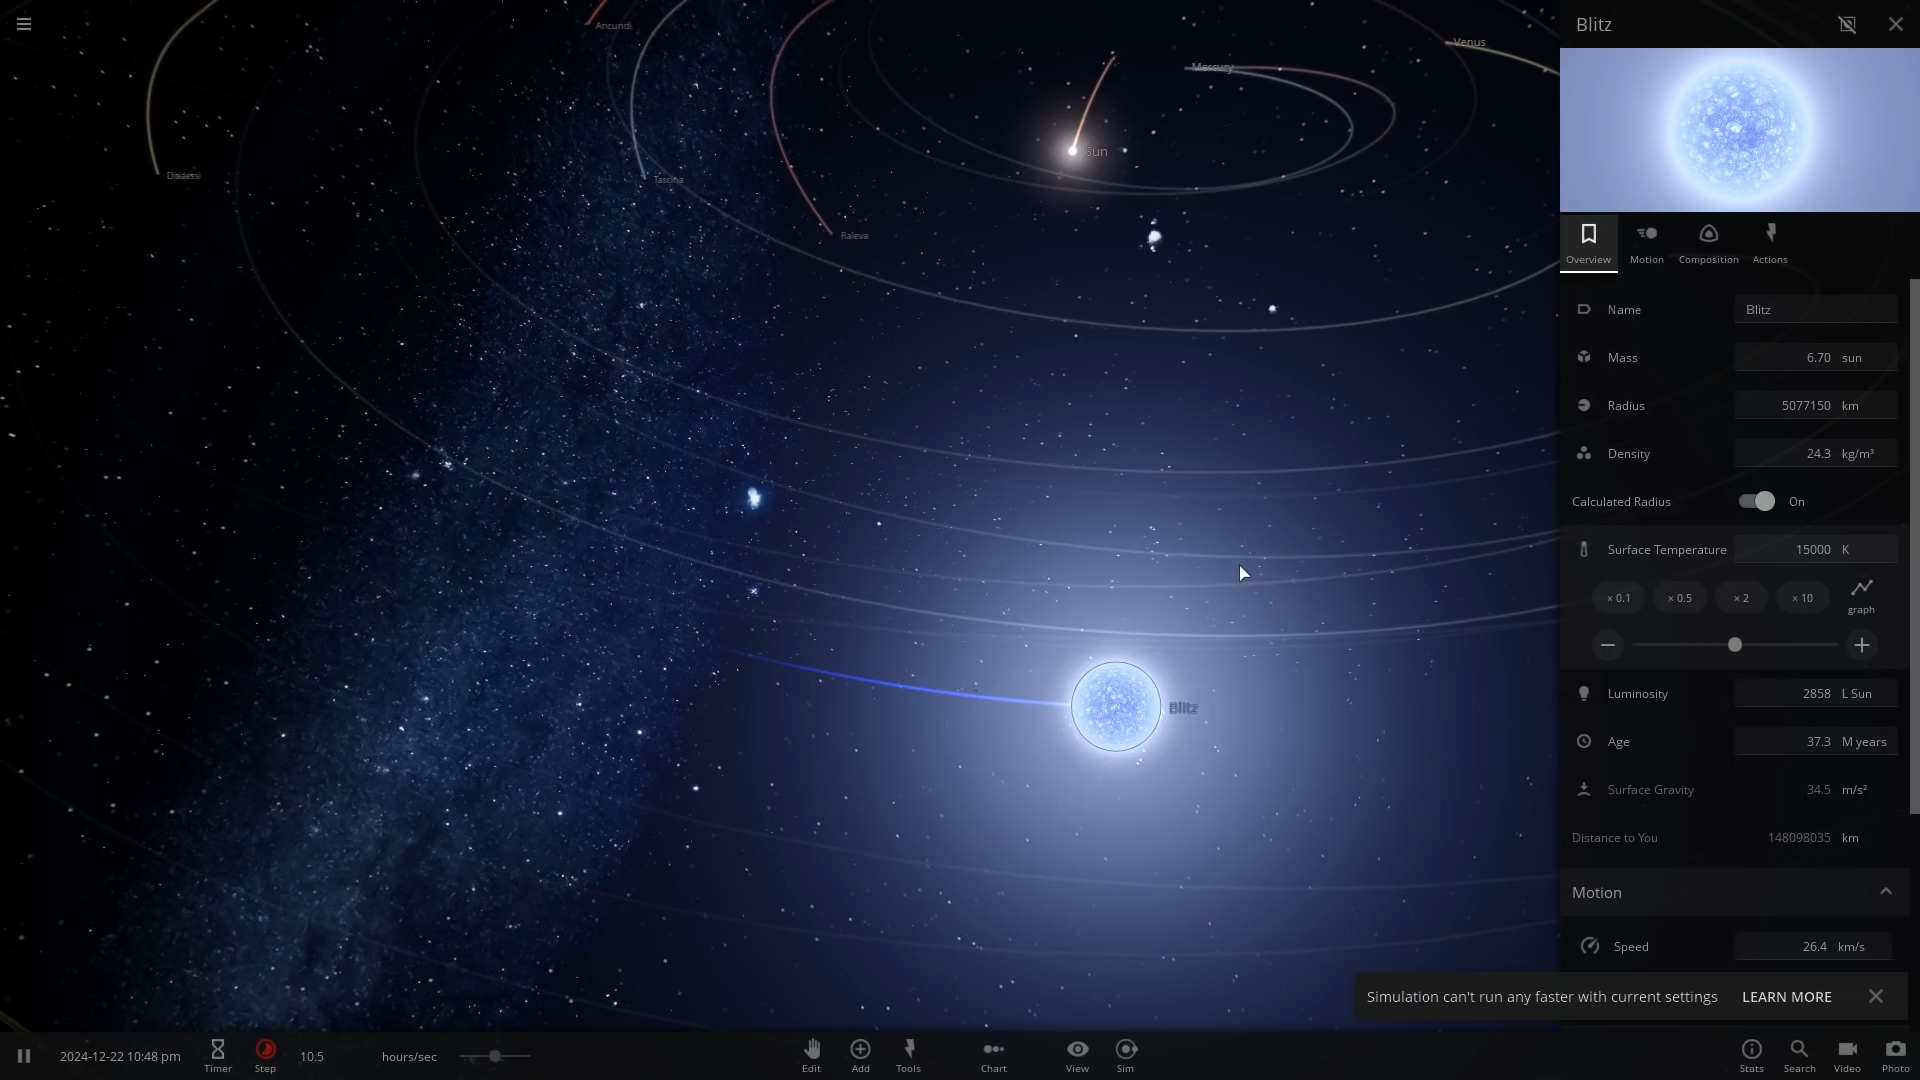 Ancundi
Blitz
Venus
Mercury
Sun
Disiaessi
Tascina
Raleva
Overview
Motion
Composition
Actions
Name
Blitz
Mass
6.70 sun
Radius
5077150 km
Density
24.3 kg/m³
Calculated Radius
On
Surface Temperature
15000 K
× 0.1
× 0.5
× 2
× 10
graph
Blitz
Luminosity
2858 L Sun
Age
37.3 M years
Surface Gravity
34.5 m/s²
Distance to You
148098035 km
Motion
Speed
26.4 km/s
Simulation can't run any faster with current settings LEARN MORE
2024-12-22 10:48 pm
Timer
Step
10.5 hours/sec
Edit
Add
Tools
Chart
View
Sim
Stats
Search
Video
Photo